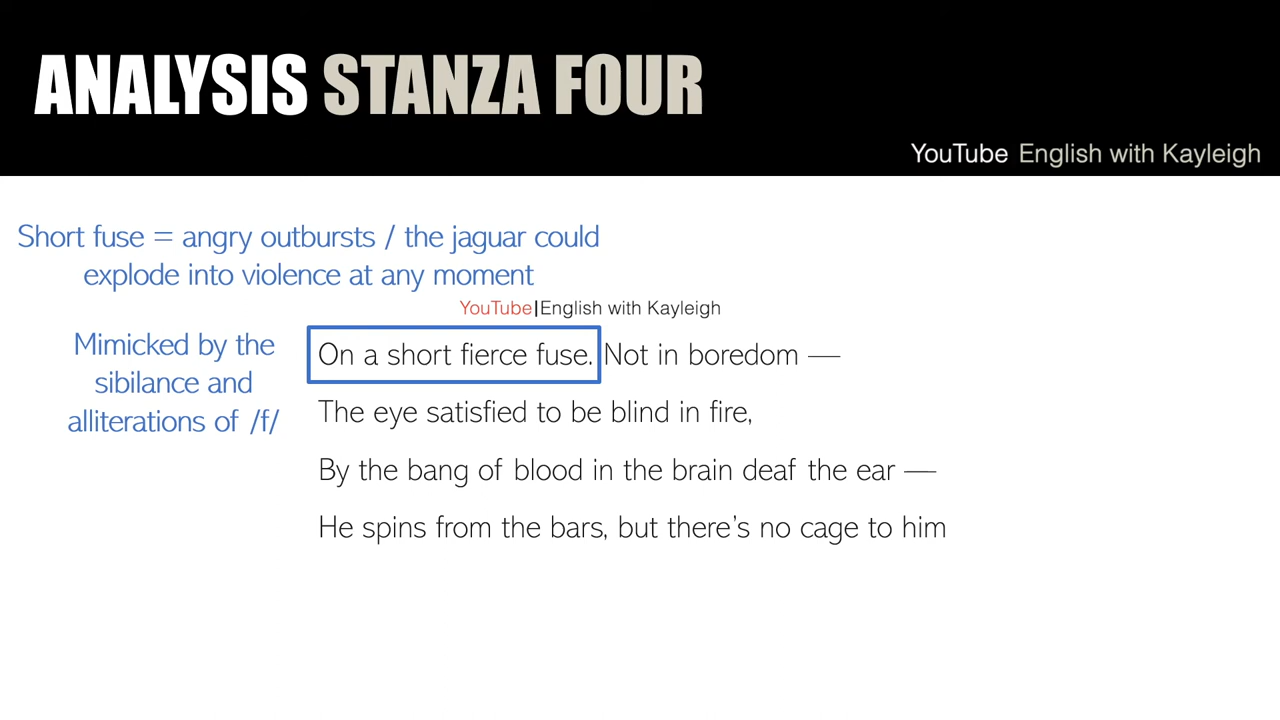 ANALYSIS STANZA FOUR
YouTube English with Kayleigh
Short fuse = angry outbursts / the jaguar could
explode into violence at any moment
YouTube|English with Kayleigh
Mimicked by the
sibilance and
alliterations of /f/
On a short fierce fuse. Not in boredom —
The eye satisfied to be blind in fire,
By the bang of blood in the brain deaf the ear —
He spins from the bars, but there’s no cage to him